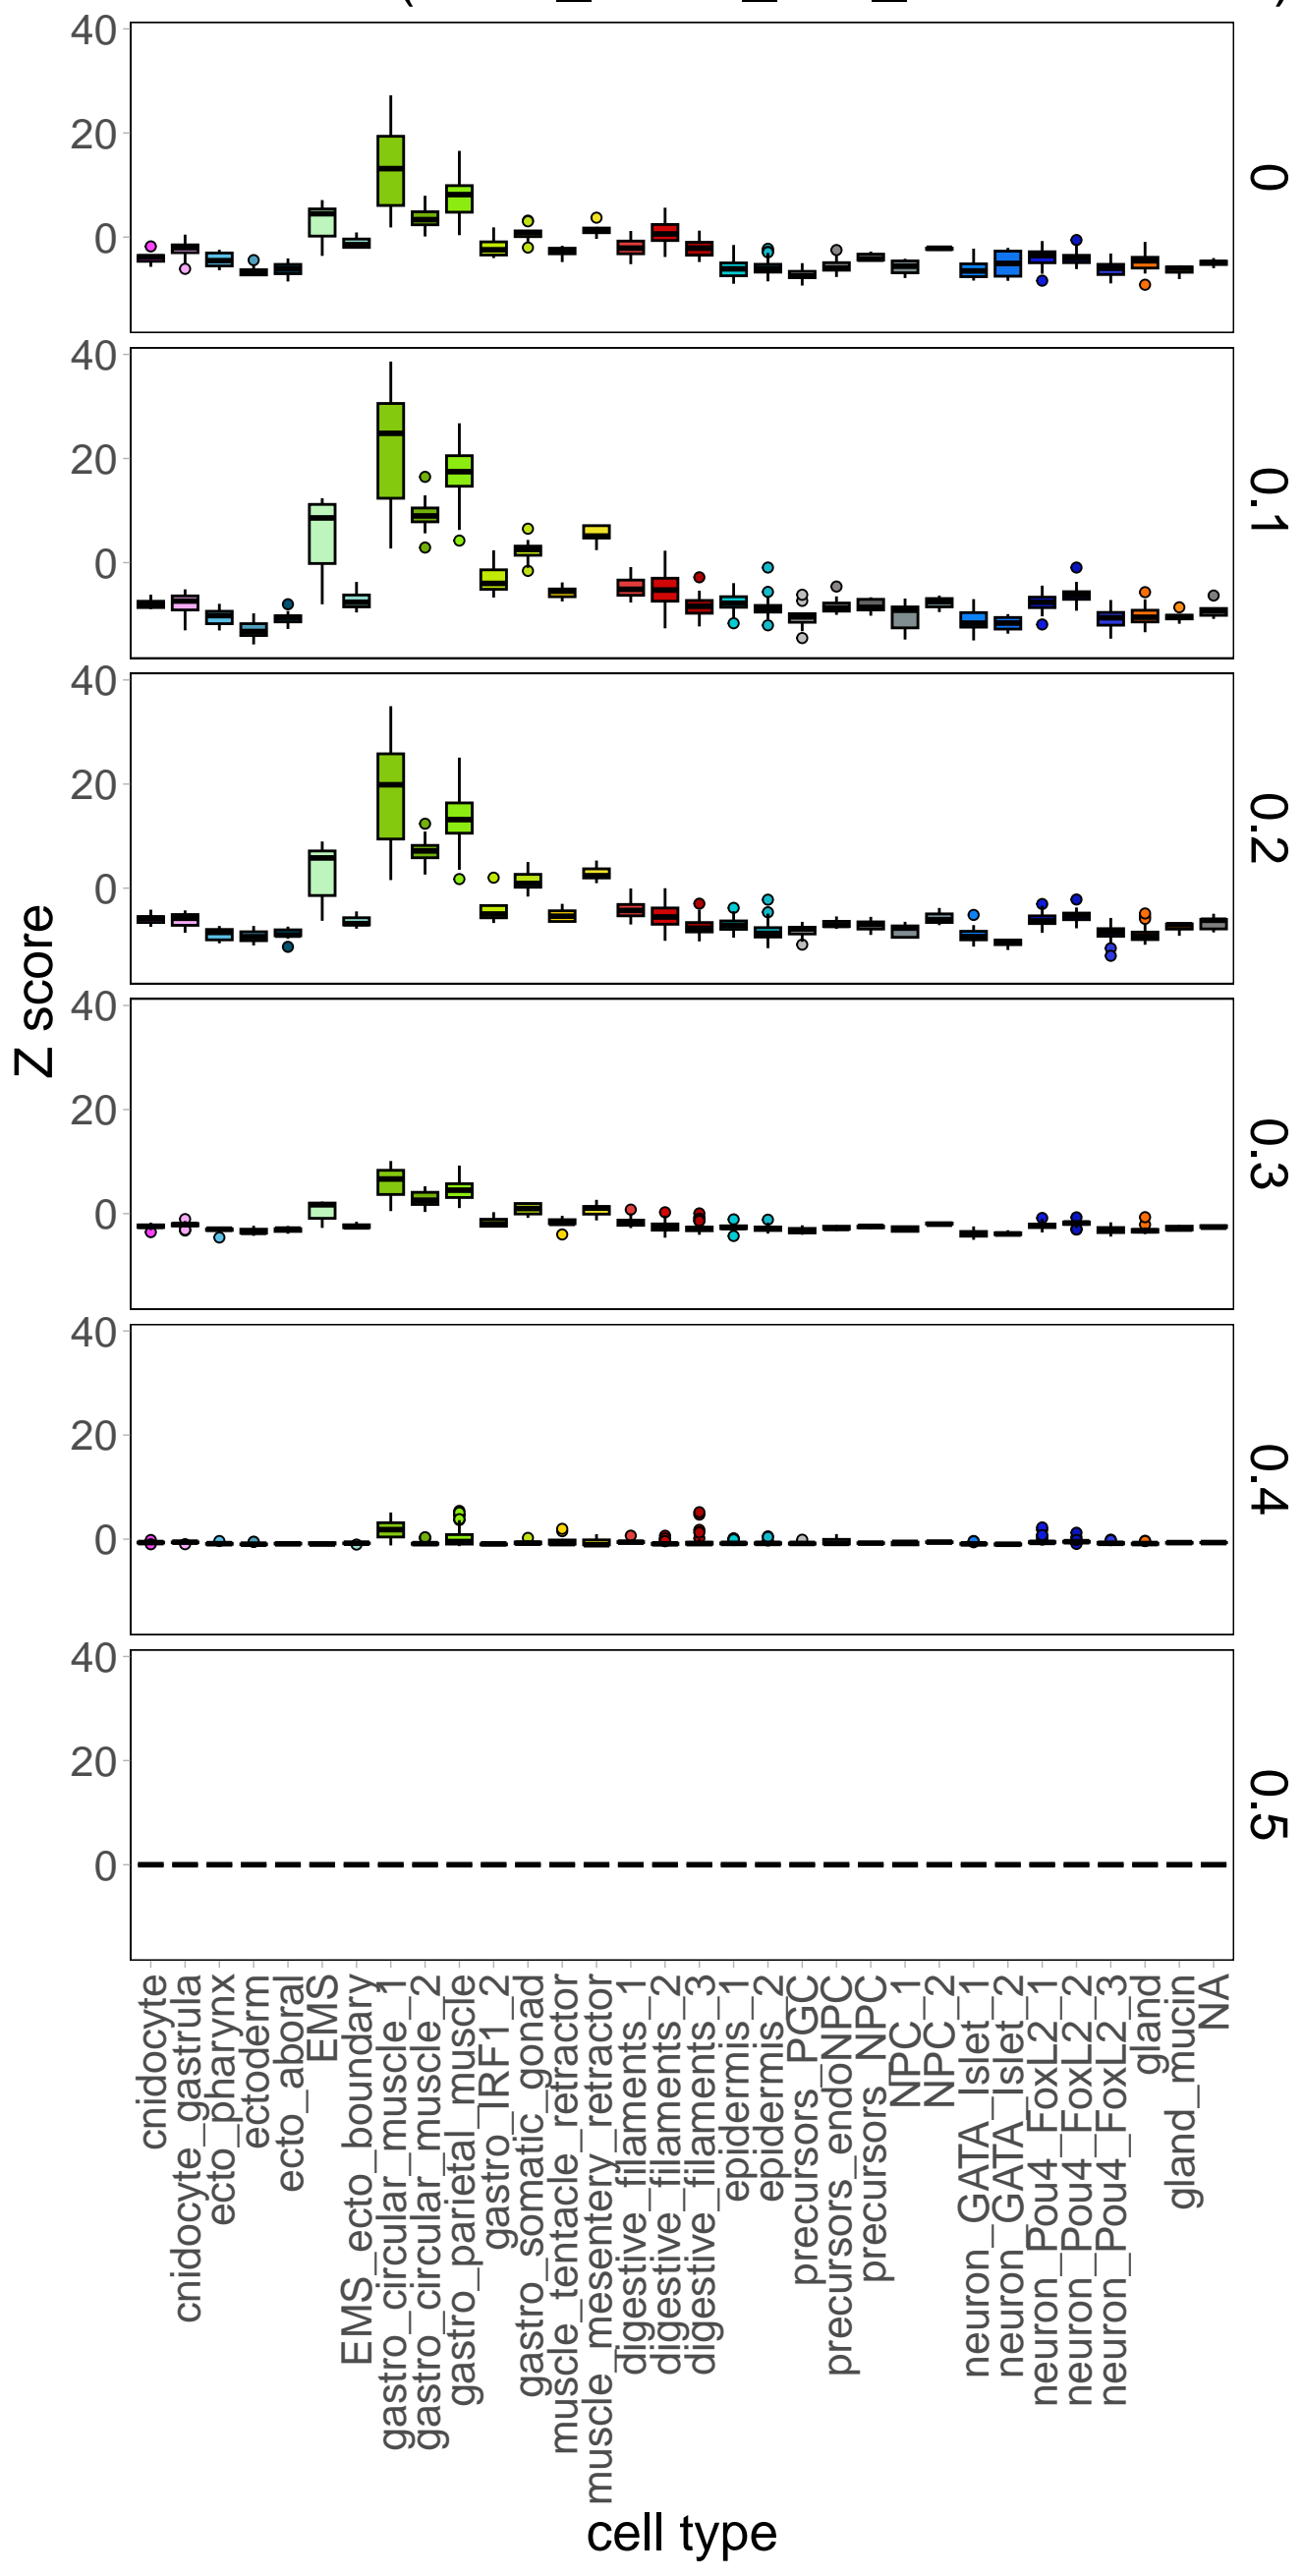 40
20
0
0
40
20
0
0.1
40
20
0
0.2
40
20
0
0.3
40
20
0
0.4
40
20
0
0.5
Z score
cnidocyte
cnidocyte_gastrula
ecto_pharynx
ectoderm
ecto_aboral
EMS
EMS_ecto_boundary
gastro_circular_muscle_1
gastro_circular_muscle_2
gastro_parietal_muscle
gastro_IRF1_2
gastro_somatic_gonad
muscle_tentacle_retractor
muscle_mesentery_retractor
digestive_filaments_1
digestive_filaments_2
digestive_filaments_3
epidermis_1
epidermis_2
precursors_PGC
precursors_endoNPC
precursors_NPC
NPC_1
NPC_2
neuron_GATA_Islet_1
neuron_GATA_Islet_2
neuron_Pou4_FoxL2_1
neuron_Pou4_FoxL2_2
neuron_Pou4_FoxL2_3
gland
gland_mucin
NA
cell type